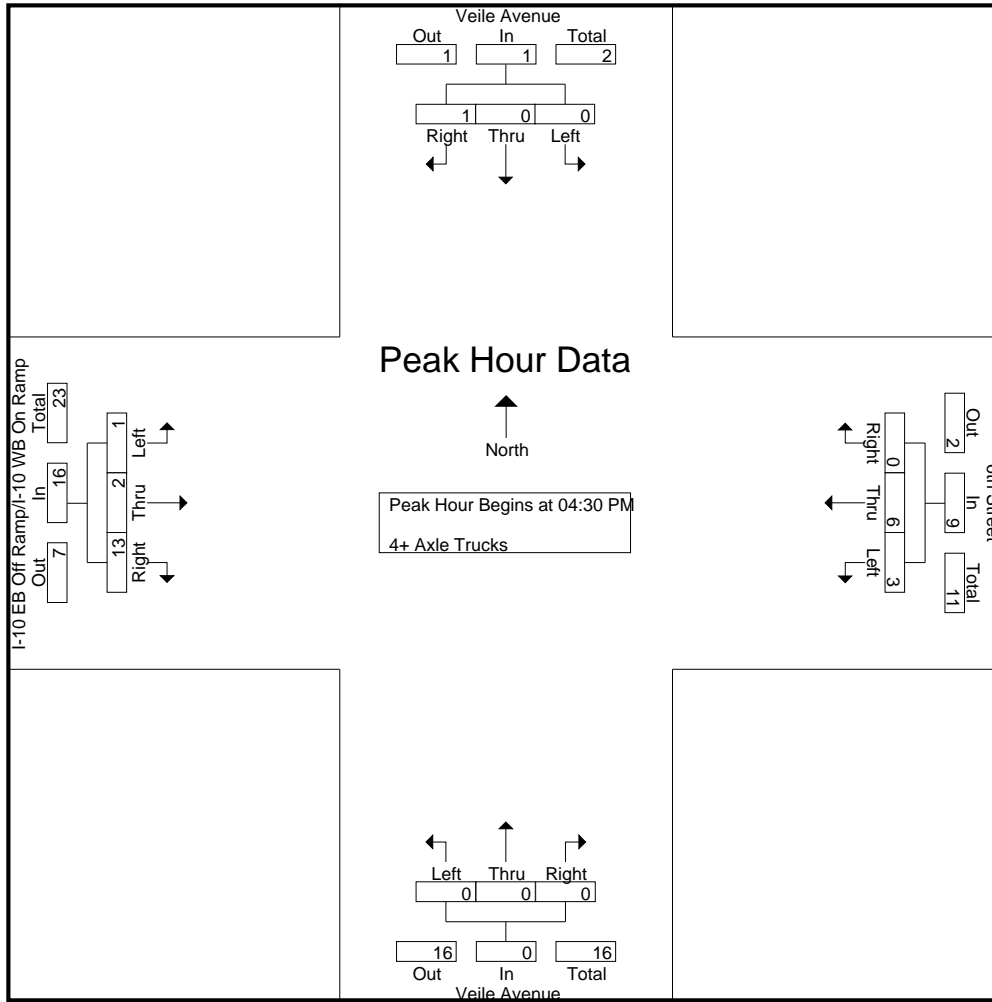 Veile Avenue
Out In Total
1 1 2
1 0 0
Right Thru Left
Peak Hour Data
North
Peak Hour Begins at 04:30 PM
4+ Axle Trucks
I-10 EB Off Ramp/I-10 WB On Ramp
Total In Out
23 16 7
1 2 13
Left Thru Right
Out In Total
2 9 11
0 6 3
Right Thru Left
Street
Left Thru Right
0 0 0
16 0 16
Out In Total
Veile Avenue